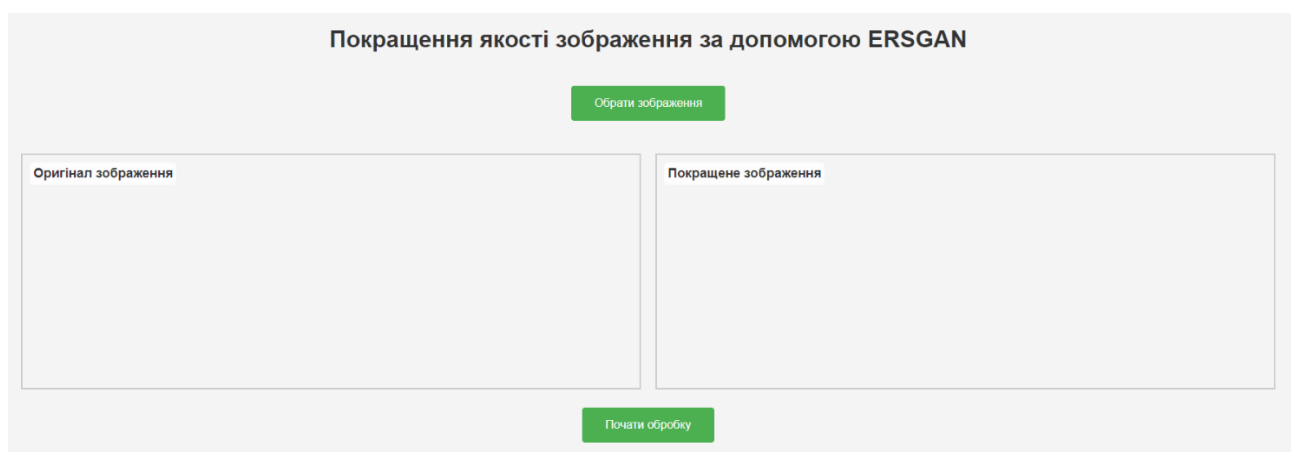 Покращення якості зображення за допомогою ERSGAN
Обрати зображення
Оригінал зображення
Покращене зображення
Почати обробку